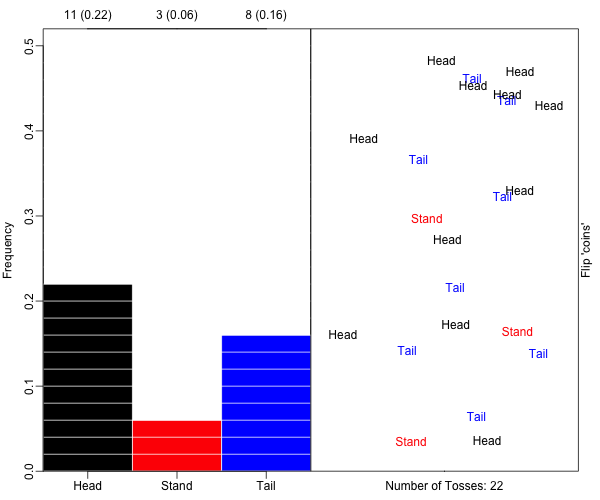 11 (0.22) 3 (0.06) 8 (0.16)
Frequency
0.5
0.4
0.3
0.2
0.1
0.0
Head Stand Tail
Head
Head
Tail
Head
Head
Tail
Head
Head
Tail
Head
Tail
Stand
Head
Tail
Head
Stand
Head
Tail
Tail
Tail
Head
Stand
Flip 'coins'
Number of Tosses: 22